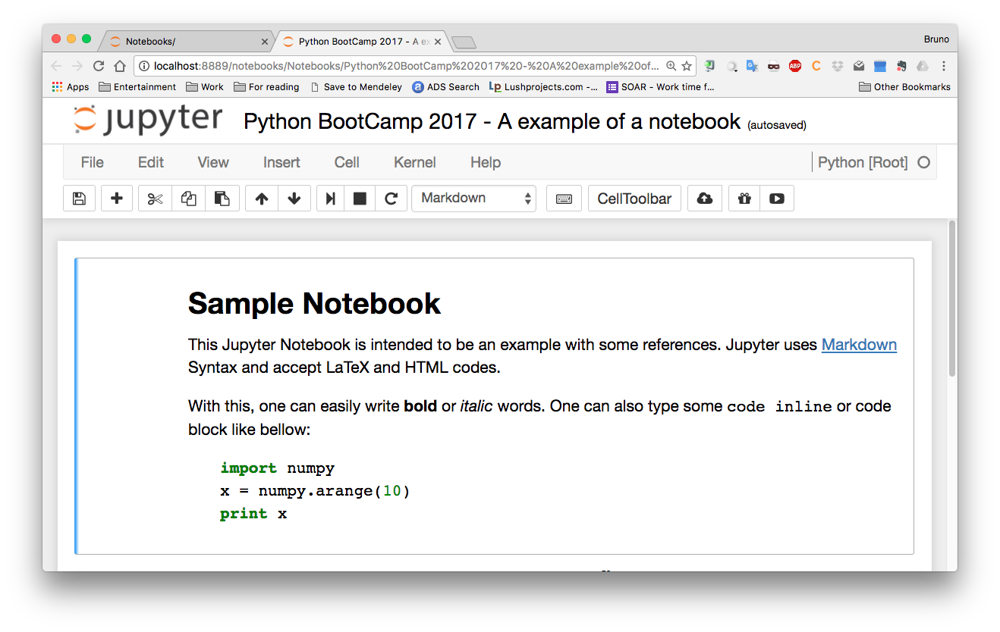 Notebooks/
Python BootCamp 2017 - A ex
Bruno
localhost:8889/notebooks/Notebooks/Python%20BootCamp%202017%20-%20A%20example%20of...
ABP
C
Apps Entertainment Work For reading Save to Mendeley a ADS Search Lp Lushprojects.com -... SOAR - Work time f... Other Bookmarks
jupyter Python BootCamp 2017 - A example of a notebook (autosaved)
File Edit View Insert Cell Kernel Help Python [Root]
Markdown CellToolbar
Sample Notebook
This Jupyter Notebook is intended to be an example with some references. Jupyter uses Markdown
Syntax and accept LaTeX and HTML codes.
With this, one can easily write bold or italic words. One can also type some code inline or code
block like bellow:
import numpy
x = numpy.arange(10)
print x